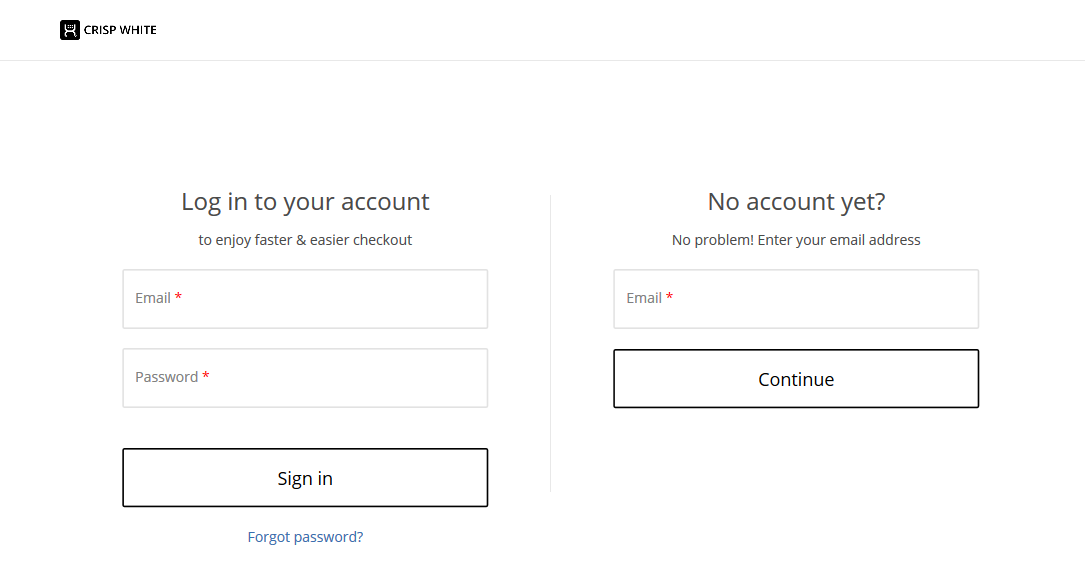 CRISP WHITE
Log in to your account
to enjoy faster & easier checkout
Email *
Password *
Sign in
Forgot password?
No account yet?
No problem! Enter your email address
Email *
Continue